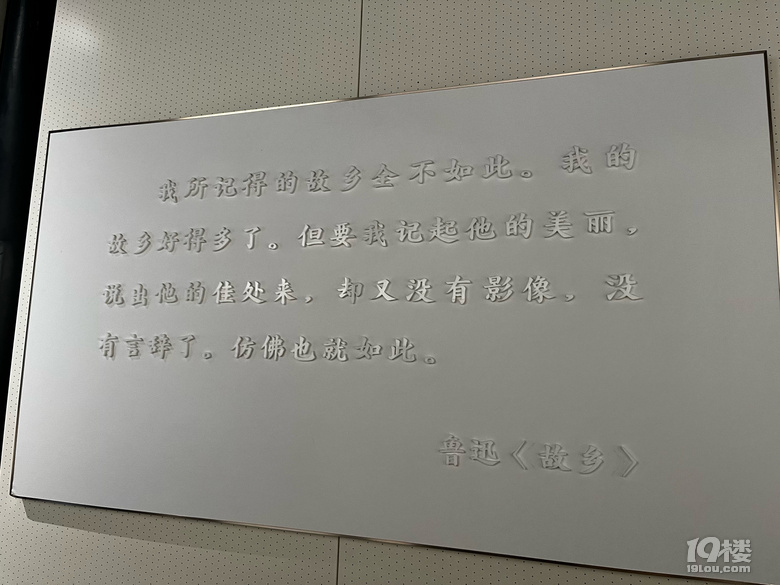 我所记得的故乡全不如此。我的
故乡好得多了。但要我记起他的美丽，
说出他的佳处来，却又没有影像，没
有言辞了。仿佛也就如此。
鲁迅《故乡》
19楼
19lou.com